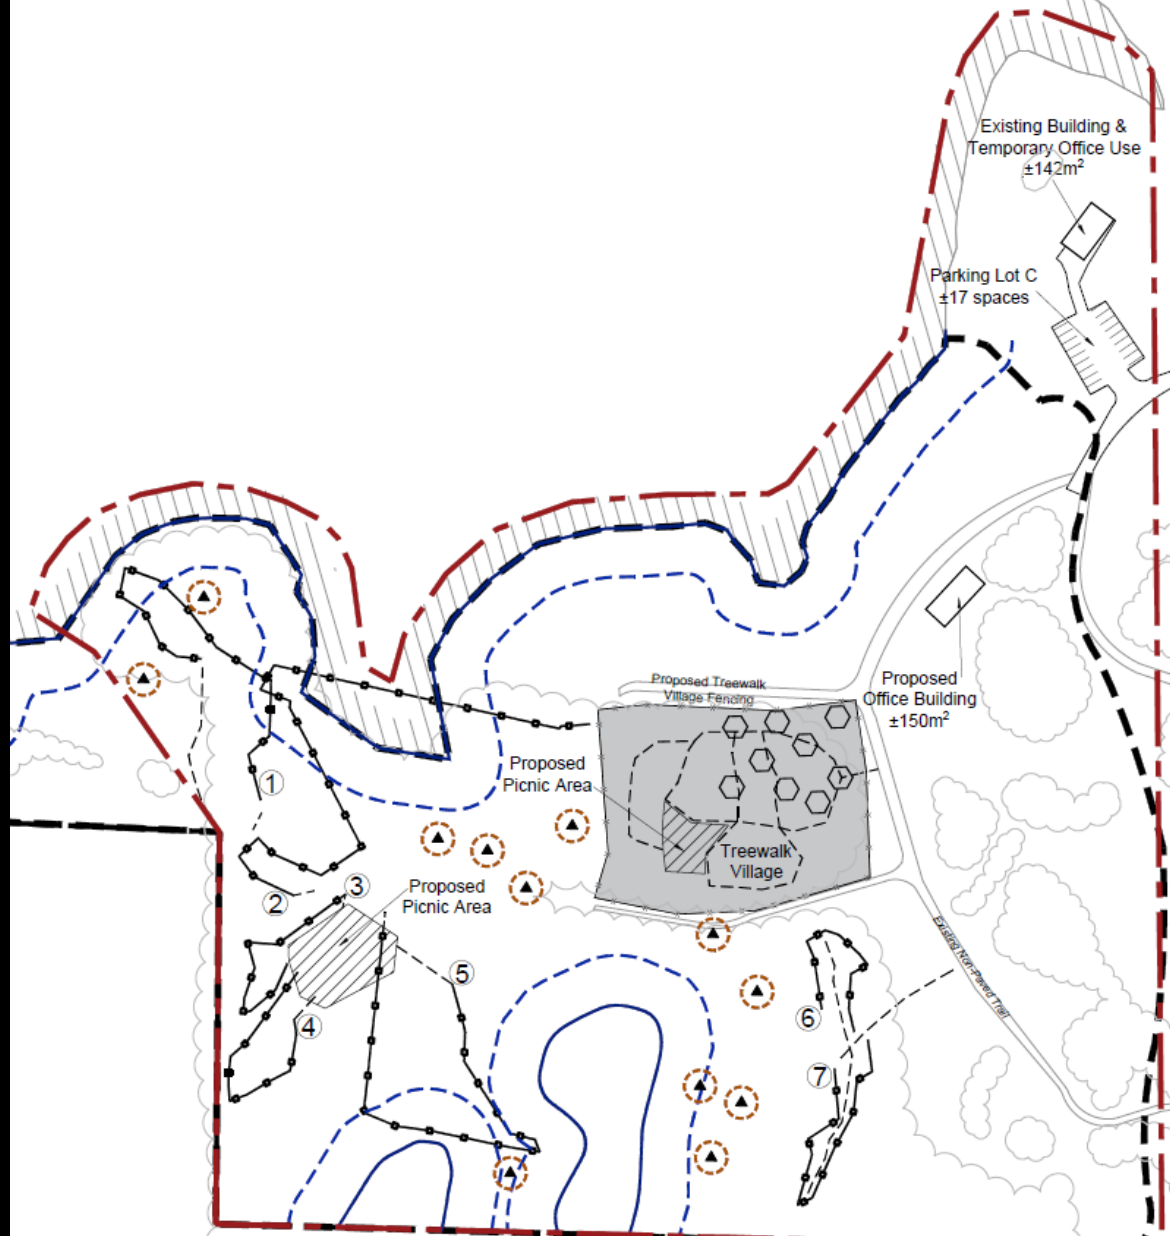 Existing Building &
Temporary Office Use
±142m²
Parking Lot C
±17 spaces
Proposed Treewalk
Village Fencing
Proposed
Office Building
±150m²
Proposed
Picnic Area
1
Treewalk
Village
2
3
Proposed
Picnic Area
Existing Non-Paved Trail
5
4
6
7